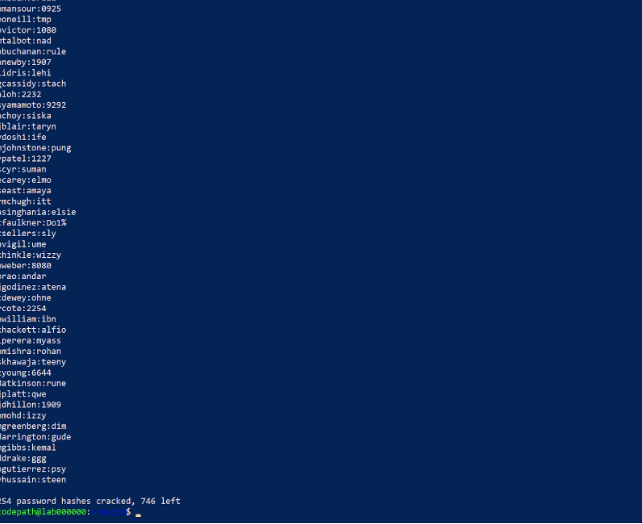 mansour:0925
oneill:tmp
victor:1080
talbot:nad
buchanan:rule
newby:1907
idris:lehi
cassidy:stach
loh:2232
yamamoto:9292
choy:siska
blair:taryn
doshi:ife
johnstone:pung
patel:1227
cyr:suman
carey:elmo
east:amaya
mchugh:itt
singhania:elsie
faulkner:Do1%
sellers:sly
vigil:ume
hinkle:wizzy
weber:8080
rao:andar
godinez:atena
dewey:ohne
cote:2254
william:ibn
hackett:alfio
perera:myass
mishra:rohan
khawaja:teeny
young:6644
atkinson:rune
platt:qwe
dhillon:1909
mohd:izzy
greenberg:dim
arrington:gude
gibbs:kemal
drake:ggg
gutierrez:psy
hussain:steen
254 password hashes cracked, 746 left
codepath@lab000000:$ _